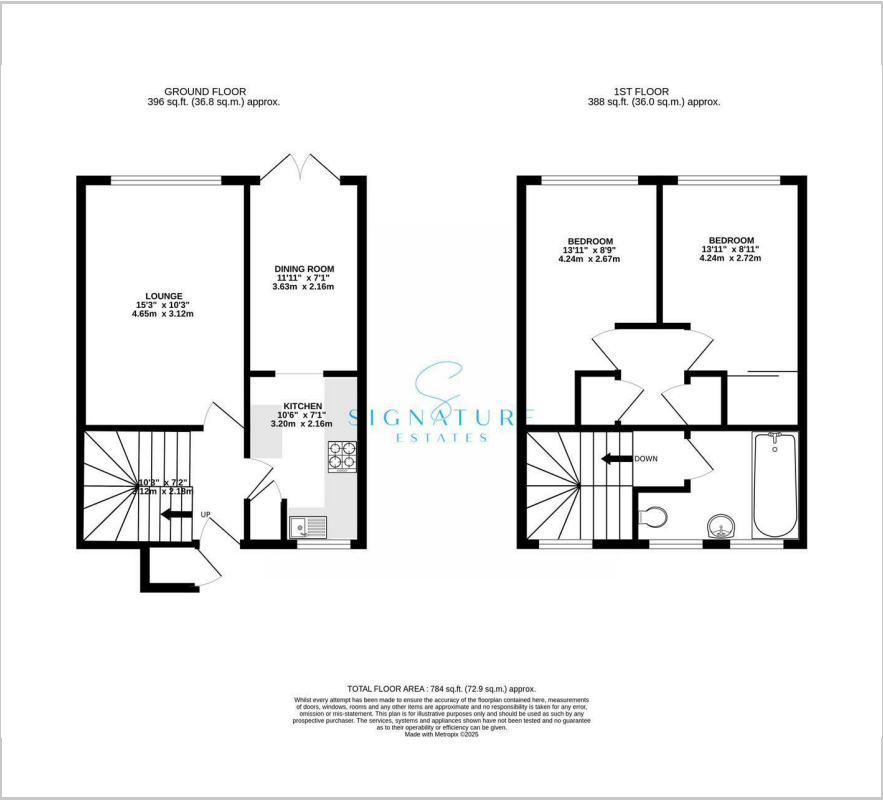 GROUND FLOOR
396 sq.ft. (36.8 sq.m.) approx.
1ST FLOOR
388 sq.ft. (36.0 sq.m.) approx.
LOUNGE
15'3" x 10'3"
4.65m x 3.12m
DINING ROOM
11'11" x 7'1"
3.63m x 2.16m
KITCHEN
10'6" x 7'1"
3.20m x 2.16m
10'3" x 7'2"
3.12m x 2.18m
UP
BEDROOM
13'11" x 8'9"
4.24m x 2.67m
BEDROOM
13'11" x 8'11"
4.24m x 2.72m
DOWN
SIGNATURE
ESTATES
TOTAL FLOOR AREA : 784 sq.ft. (72.9 sq.m.) approx.
Whilst every attempt has been made to ensure the accuracy of the floorplan contained here, measurements
of doors, windows, rooms and any other items are approximate and no responsibility is taken for any error,
omission or mis-statement. This plan is for illustrative purposes only and should be used as such by any
prospective purchaser. The services, systems and appliances shown have not been tested and no guarantee
as to their operability or efficiency can be given.
Made with Metropix ©2025